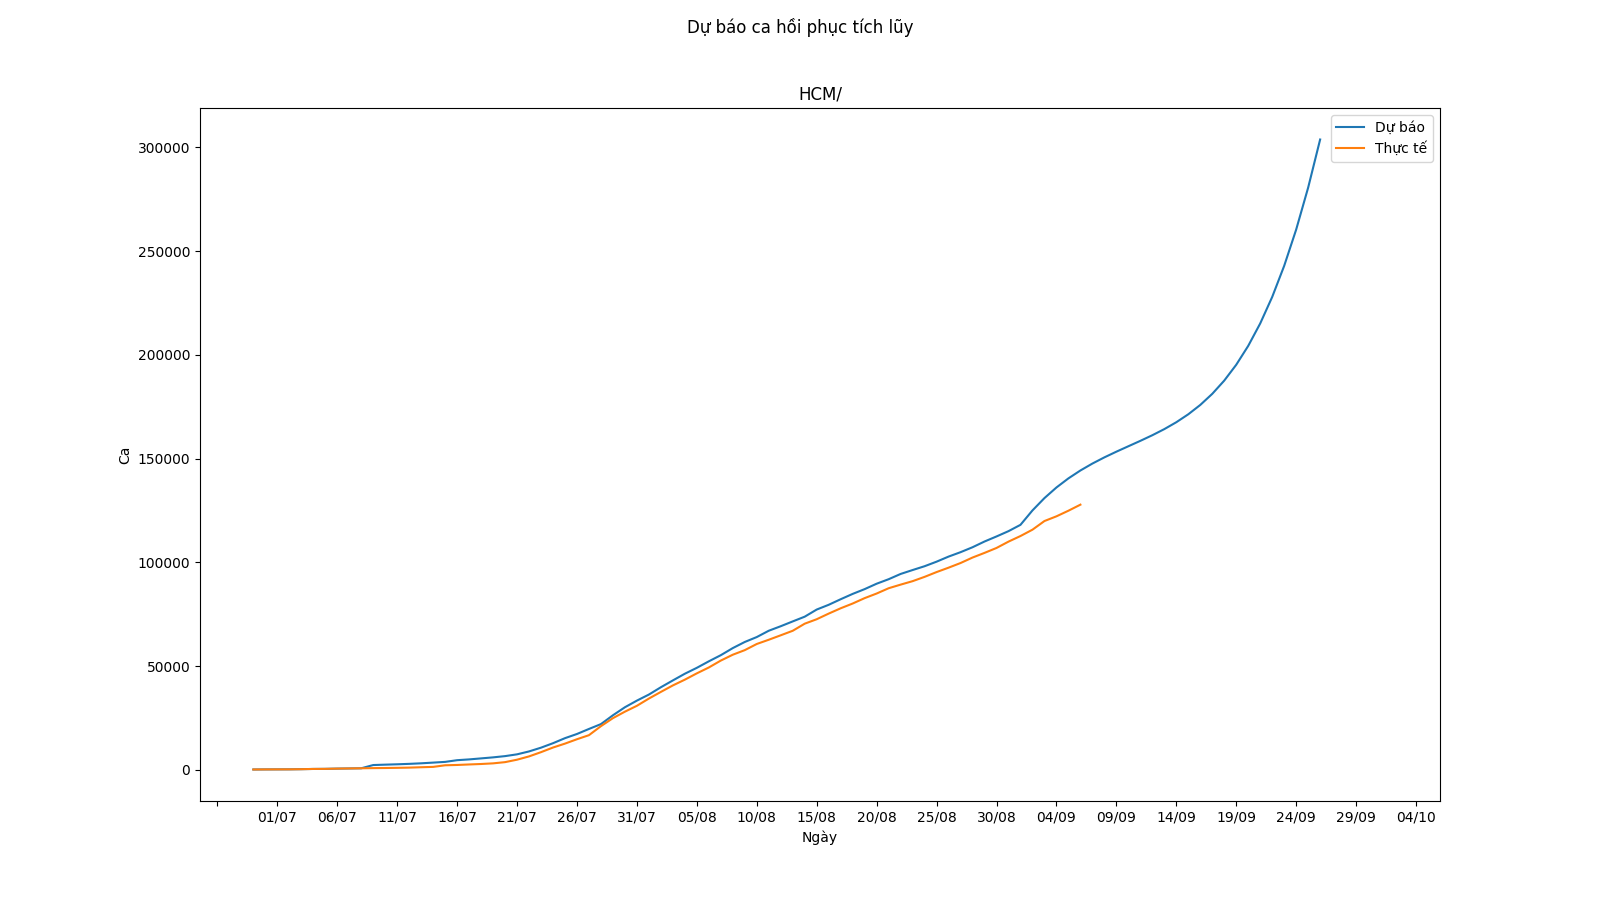 Dự báo ca hồi phục tích lũy
HCM/
Dự báo
Thực tế
300000
250000
200000
150000
100000
50000
0
Ca
01/07 06/07 11/07 16/07 21/07 26/07 31/07 05/08 10/08 15/08 20/08 25/08 30/08 04/09 09/09 14/09 19/09 24/09 29/09 04/10
Ngày